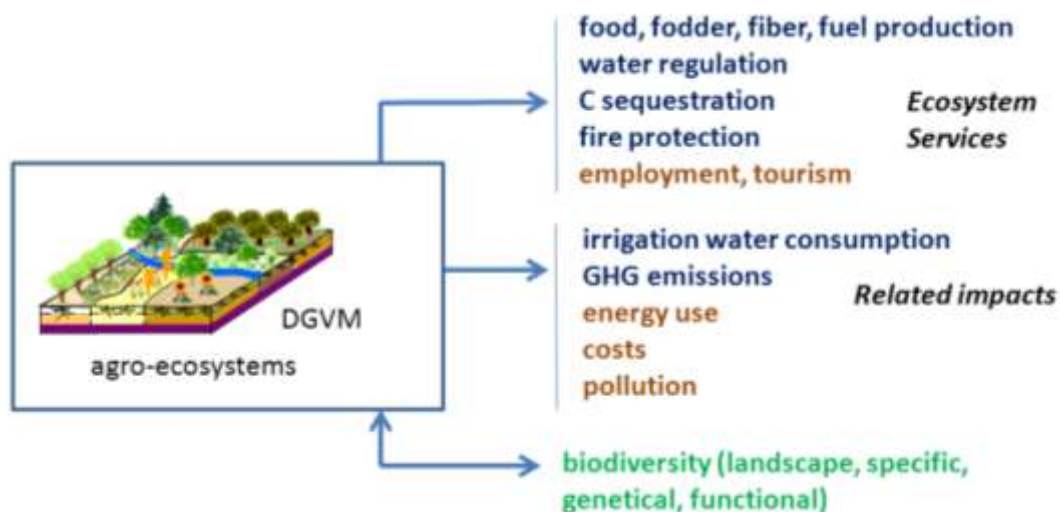 food, fodder, fiber, fuel production
water regulation
C sequestration
fire protection
employment, tourism
Ecosystem
Services
DGVM
agro-ecosystems
irrigation water consumption
GHG emissions
energy use
costs
pollution
Related impacts
biodiversity (landscape, specific,
genetical, functional)